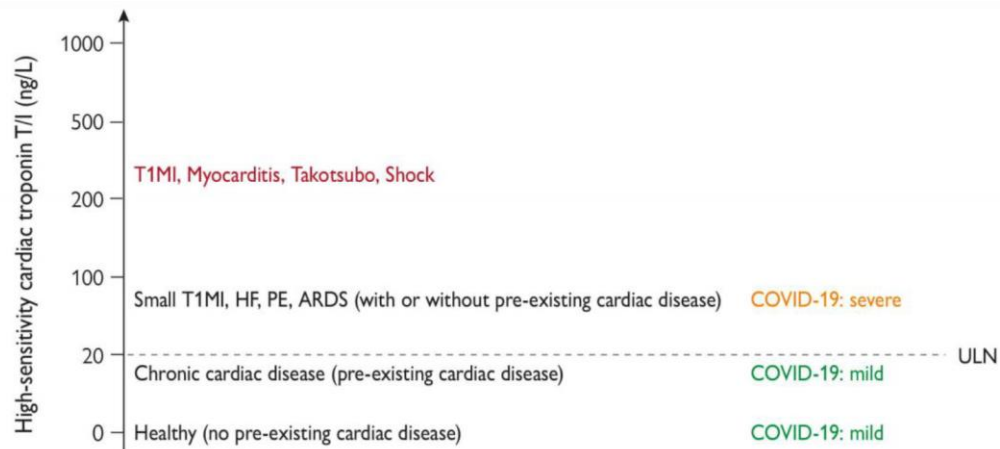 High-sensitivity cardiac troponin T/I (ng/L)
1000
500
T1MI, Myocarditis, Takotsubo, Shock
200
100
Small T1MI, HF, PE, ARDS (with or without pre-existing cardiac disease) COVID-19: severe
20 ULN
Chronic cardiac disease (pre-existing cardiac disease) COVID-19: mild
0 Healthy (no pre-existing cardiac disease) COVID-19: mild